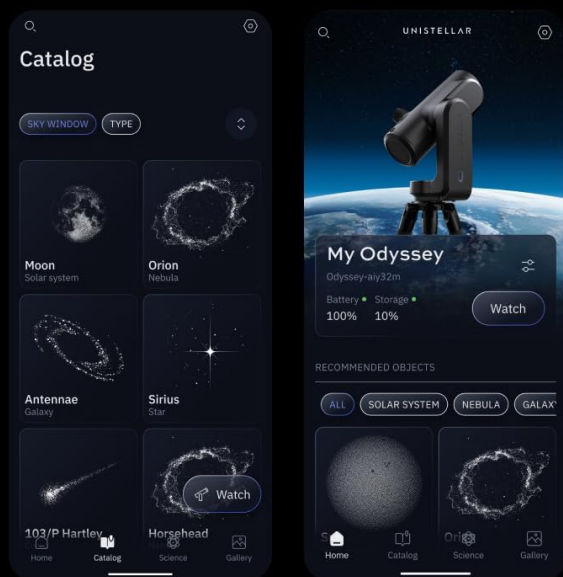 Catalog
SKY WINDOW
TYPE
Moon
Solar system
Orion
Nebula
Antennae
Galaxy
Sirius
Star
103/P Hartley
Horsehead
Watch
Home
Catalog
Science
Gallery
UNISTELLAR
My Odyssey
Odyssey-aiy32m
Battery Storage
100% 10%
Watch
RECOMMENDED OBJECTS
ALL
SOLAR SYSTEM
NEBULA
GALAXY
Home
Catalog
Science
Gallery